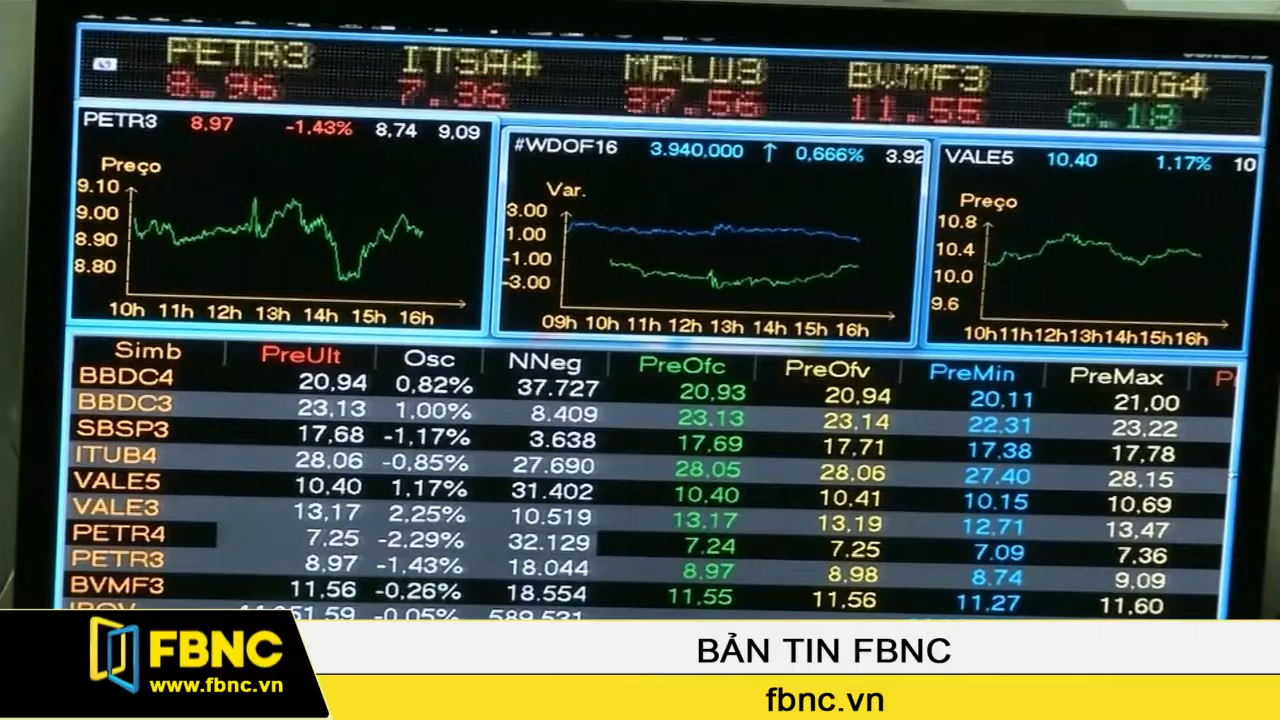 PETR3 ITSA4 MPLU3 BVMF3 CMIG4
8.96 7.36 37.56 11.55 6.18
PETR3 8,97 -1,43% 8,74 9,09
#WDOF16 3.940,000 ↑ 0,666% 3.92
VALE5 10,40 1,17% 10
Preço
9.10
9.00
8.90
8.80
10h 11h 12h 13h 14h 15h 16h
Var.
3.00
1.00
-1.00
-3.00
09h 10h 11h 12h 13h 14h 15h 16h
Preço
10.8
10.4
10.0
9.6
10h11h12h13h14h15h16h
Simb PreUlt Osc NNeg PreOfc PreOfv PreMin PreMax
BBDC4 20,94 0,82% 37.727 20,93 20,94 20,11 21,00
BBDC3 23,13 1,00% 8.409 23,13 23,14 22,31 23,22
SBSP3 17,68 -1,17% 3.638 17,69 17,71 17,38 17,78
ITUB4 28,06 -0,85% 27.690 28,05 28,06 27,40 28,15
VALE5 10,40 1,17% 31.402 10,40 10,41 10,15 10,69
VALE3 13,17 2,25% 10.519 13,17 13,19 12,71 13,47
PETR4 7,25 -2,29% 32.129 7,24 7,25 7,09 7,36
PETR3 8,97 -1,43% 18.044 8,97 8,98 8,74 9,09
BVMF3 11,56 -0,26% 18.554 11,55 11,56 11,27 11,60
-0,05% 589.531
FBNC
www.fbnc.vn
BẢN TIN FBNC
fbnc.vn